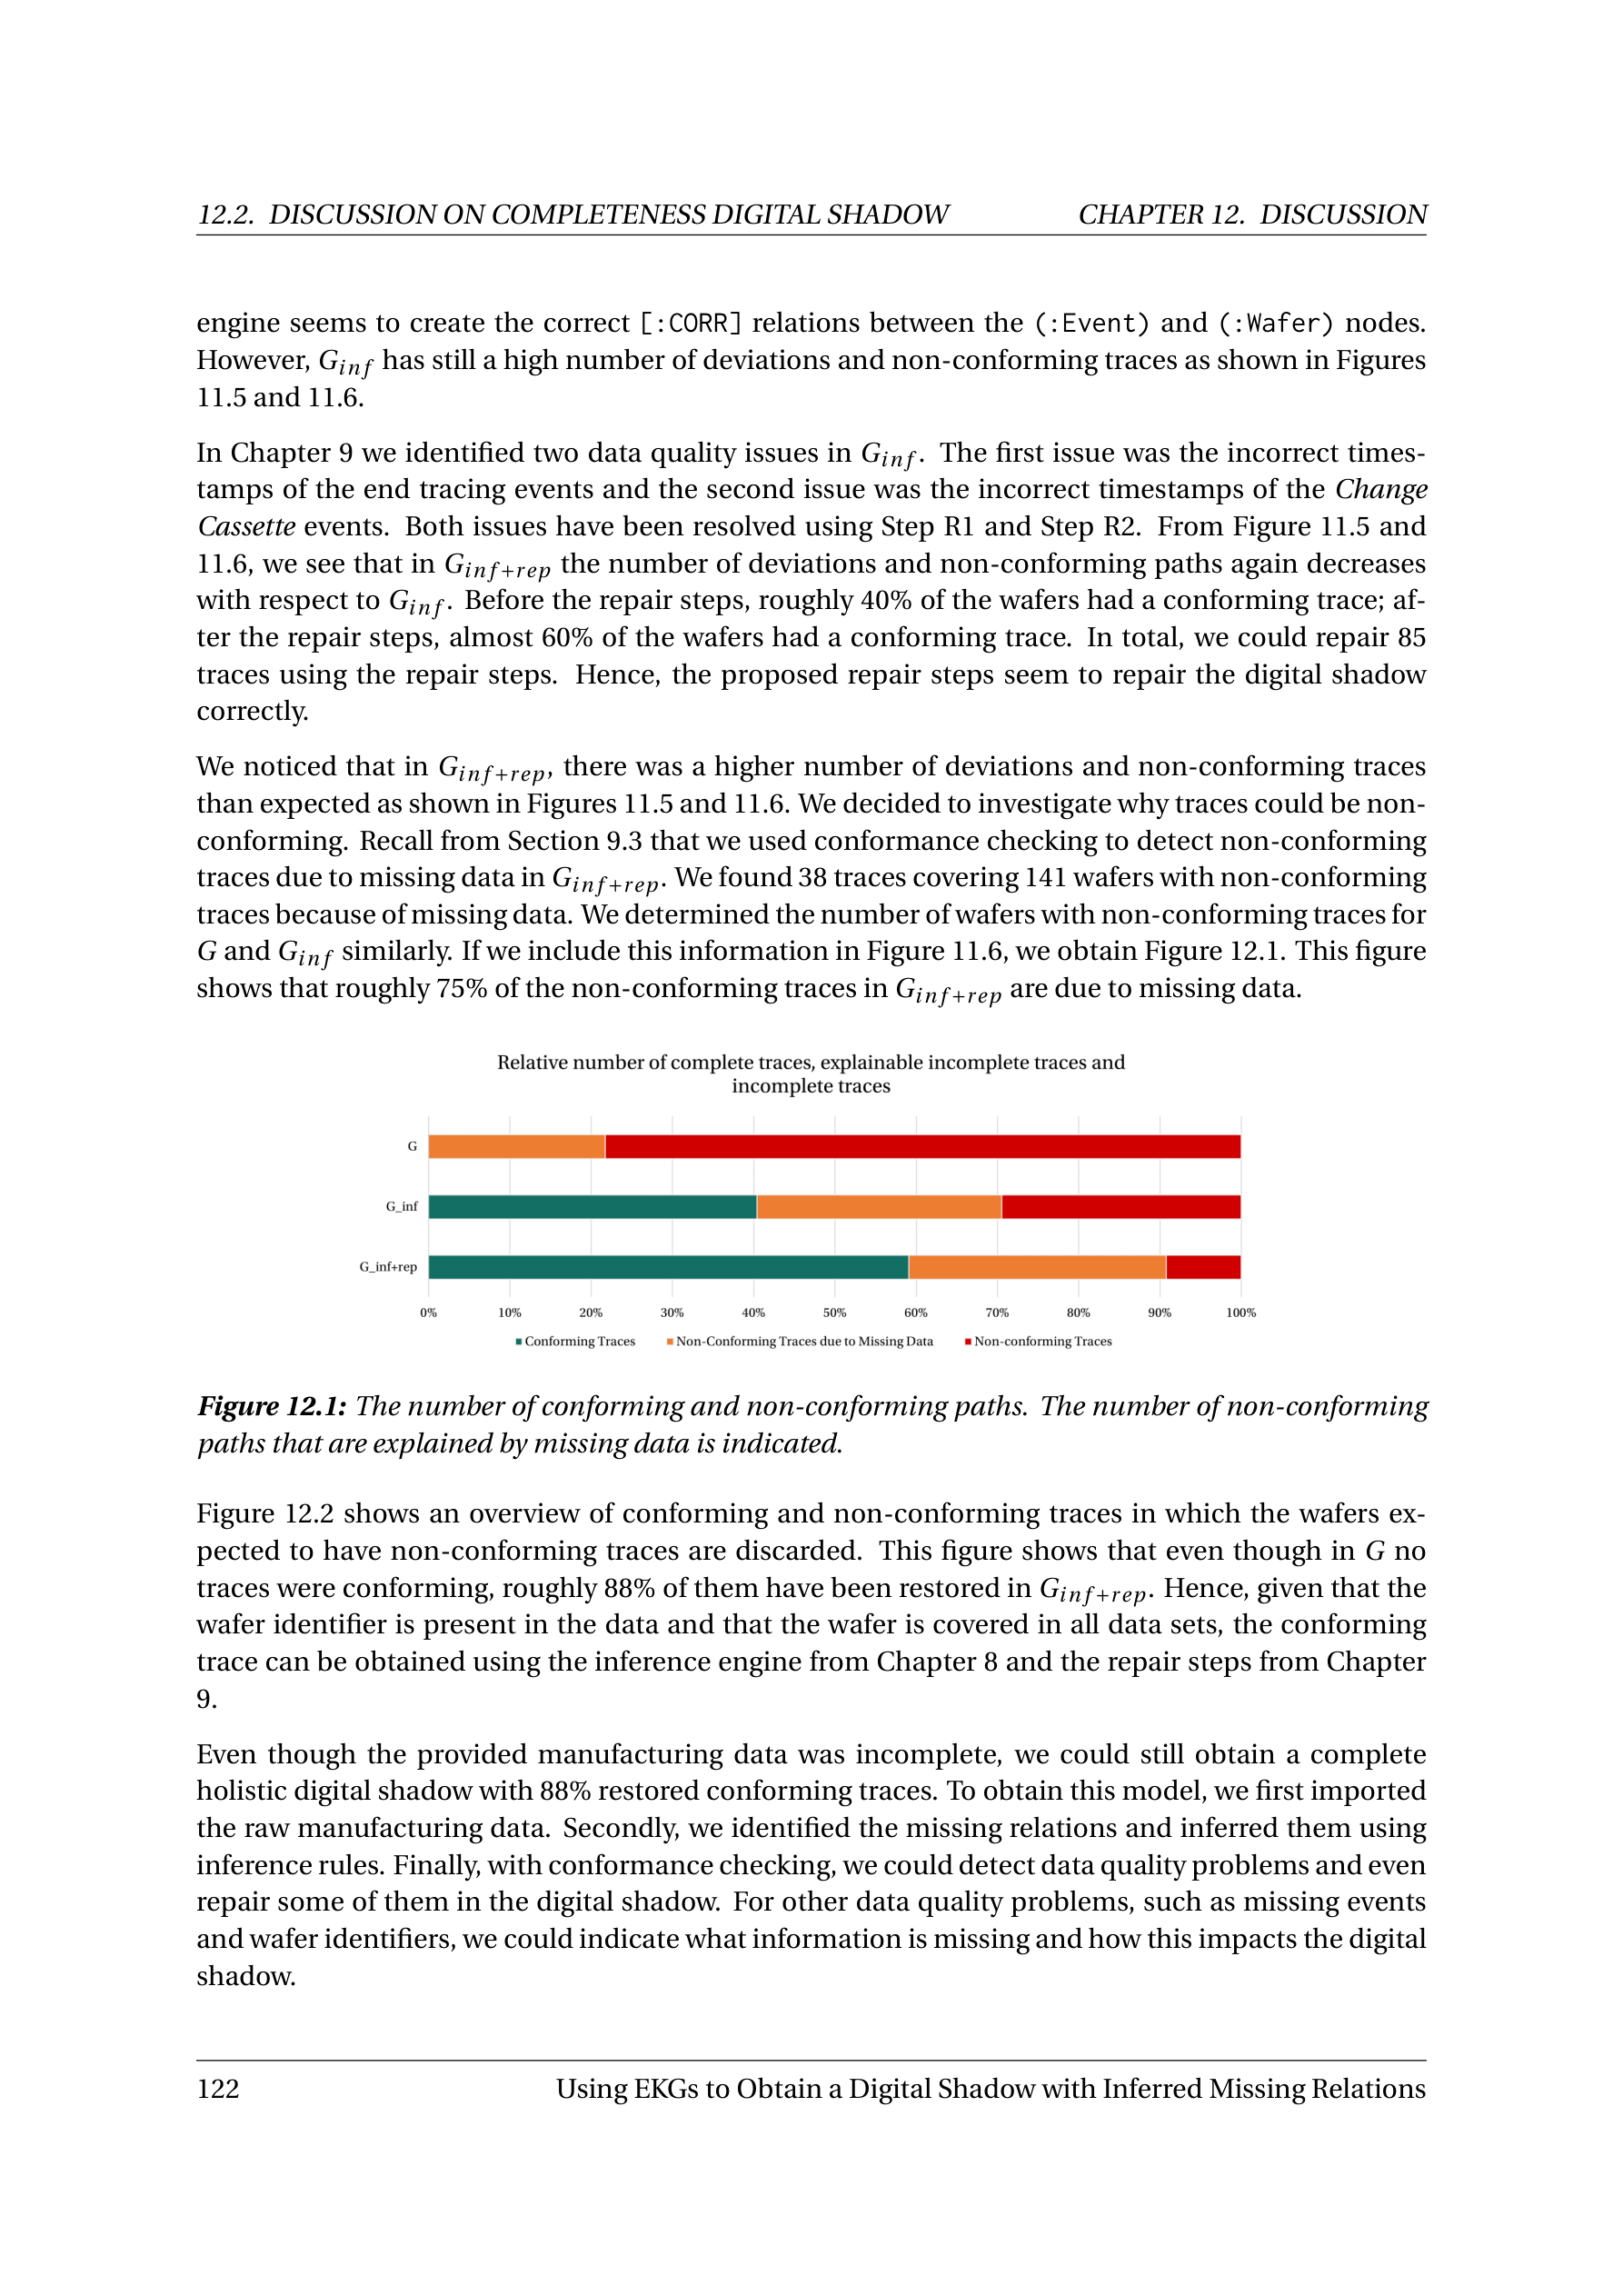 12.2. DISCUSSION ON COMPLETENESS DIGITAL SHADOW CHAPTER 12. DISCUSSION
engine seems to create the correct [:CORR] relations between the (:Event) and (:Wafer) nodes.
However, G_{inf} has still a high number of deviations and non-conforming traces as shown in Figures
11.5 and 11.6.
In Chapter 9 we identified two data quality issues in G_{inf}. The first issue was the incorrect times-
tamps of the end tracing events and the second issue was the incorrect timestamps of the Change
Cassette events. Both issues have been resolved using Step R1 and Step R2. From Figure 11.5 and
11.6, we see that in G_{inf+rep} the number of deviations and non-conforming paths again decreases
with respect to G_{inf}. Before the repair steps, roughly 40% of the wafers had a conforming trace; af-
ter the repair steps, almost 60% of the wafers had a conforming trace. In total, we could repair 85
traces using the repair steps. Hence, the proposed repair steps seem to repair the digital shadow
correctly.
We noticed that in G_{inf+rep}, there was a higher number of deviations and non-conforming traces
than expected as shown in Figures 11.5 and 11.6. We decided to investigate why traces could be non-
conforming. Recall from Section 9.3 that we used conformance checking to detect non-conforming
traces due to missing data in G_{inf+rep}. We found 38 traces covering 141 wafers with non-conforming
traces because of missing data. We determined the number of wafers with non-conforming traces for
G and G_{inf} similarly. If we include this information in Figure 11.6, we obtain Figure 12.1. This figure
shows that roughly 75% of the non-conforming traces in G_{inf+rep} are due to missing data.
Relative number of complete traces, explainable incomplete traces and
incomplete traces
G
G_inf
G_inf+rep
0% 10% 20% 30% 40% 50% 60% 70% 80% 90% 100%
Conforming Traces Non-Conforming Traces due to Missing Data Non-conforming Traces
Figure 12.1: The number of conforming and non-conforming paths. The number of non-conforming
paths that are explained by missing data is indicated.
Figure 12.2 shows an overview of conforming and non-conforming traces in which the wafers ex-
pected to have non-conforming traces are discarded. This figure shows that even though in G no
traces were conforming, roughly 88% of them have been restored in G_{inf+rep}. Hence, given that the
wafer identifier is present in the data and that the wafer is covered in all data sets, the conforming
trace can be obtained using the inference engine from Chapter 8 and the repair steps from Chapter
9.
Even though the provided manufacturing data was incomplete, we could still obtain a complete
holistic digital shadow with 88% restored conforming traces. To obtain this model, we first imported
the raw manufacturing data. Secondly, we identified the missing relations and inferred them using
inference rules. Finally, with conformance checking, we could detect data quality problems and even
repair some of them in the digital shadow. For other data quality problems, such as missing events
and wafer identifiers, we could indicate what information is missing and how this impacts the digital
shadow.
122 Using EKGs to Obtain a Digital Shadow with Inferred Missing Relations